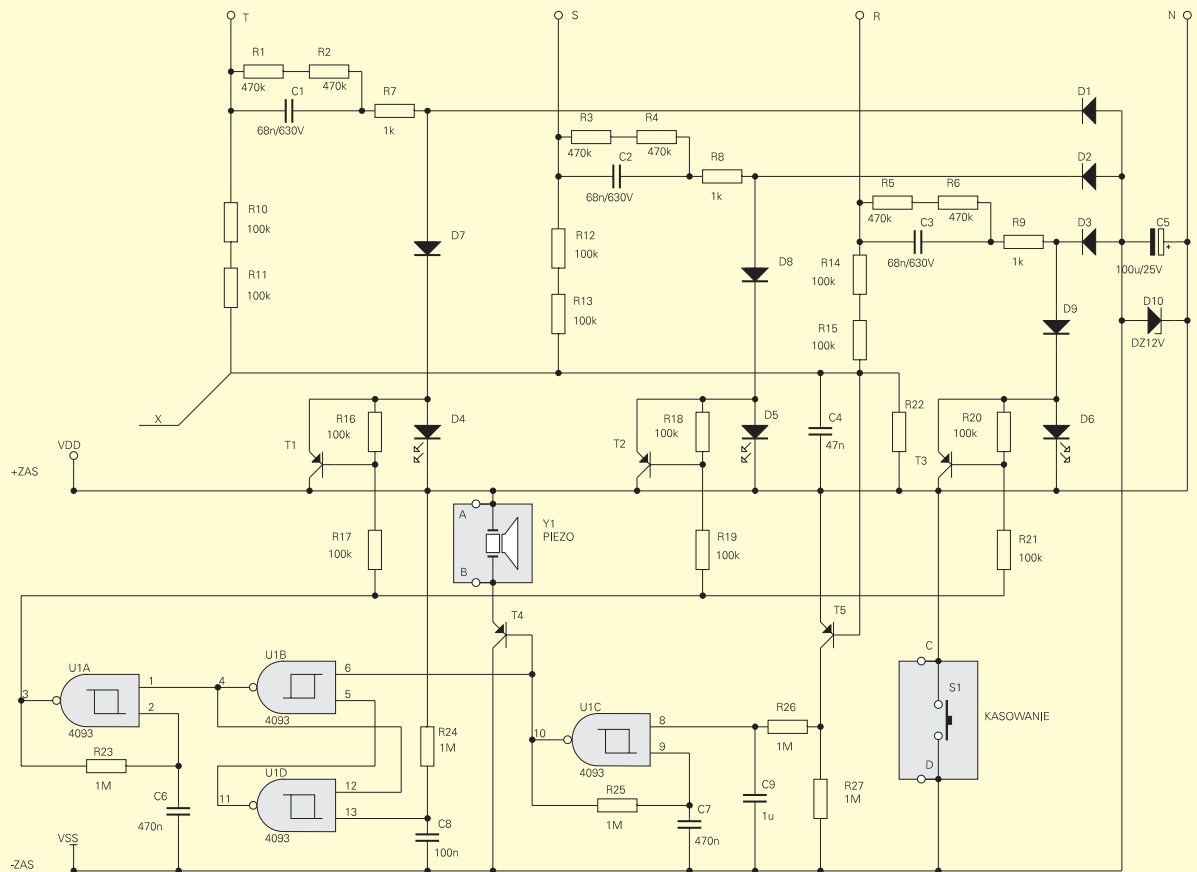 T
S
R
N
R1
470k
R2
470k
C1
68n/630V
R7
1k
D1
R3
470k
R4
470k
C2
68n/630V
R8
1k
D2
R5
470k
R6
470k
C3
68n/630V
R9
1k
D3
C5
+
100u/25V
R10
100k
R11
100k
D7
R12
100k
R13
100k
D8
R14
100k
R15
100k
D9
D10
DZ12V
X
VDD
+ZAS
T1
R16
100k
D4
T2
R18
100k
D5
C4
47n
R22
T3
R20
100k
D6
R17
100k
A
B
Y1
PIEZO
R19
100k
R21
100k
T4
T5
U1A
3
1
2
4093
U1B
4
6
5
4093
R23
1M
C6
470n
U1D
11
12
13
4093
R24
1M
C8
100n
U1C
10
8
9
4093
R25
1M
C7
470n
R26
1M
C9
1u
R27
1M
C
S1
D
KASOWANIE
VSS
-ZAS